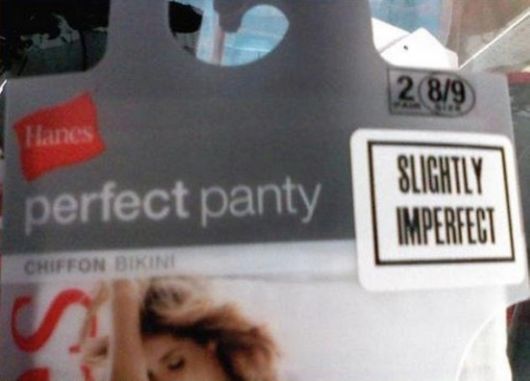 2 8/9
PAIR SIZE
Hanes
SLIGHTLY
IMPERFECT
perfect panty
CHIFFON BIKINI